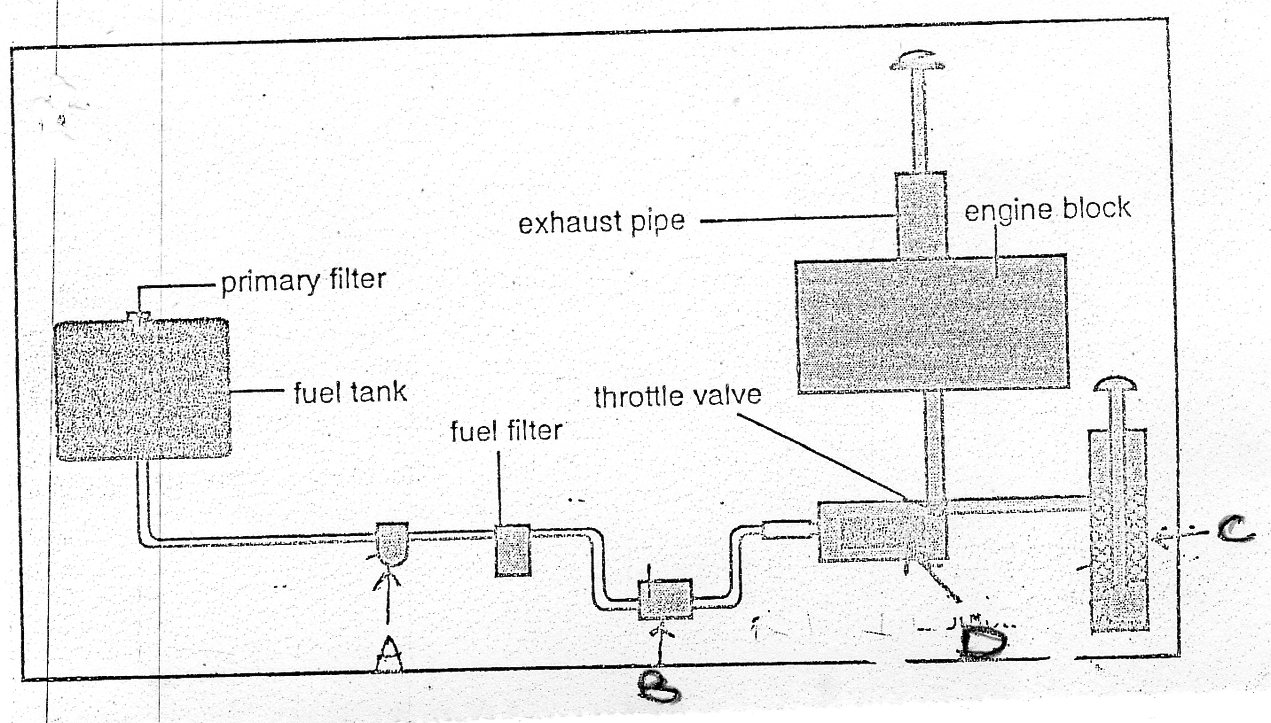 exhaust pipe
engine block
primary filter
fuel tank
throttle valve
fuel filter
C
A
D
B